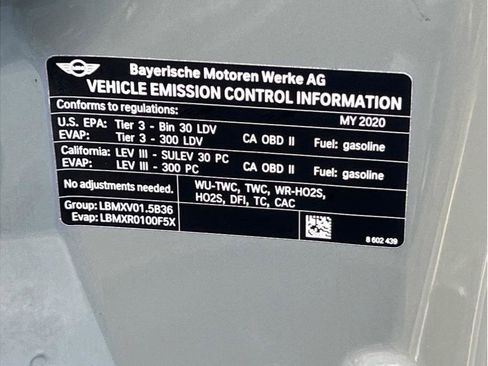 MINI
Bayerische Motoren Werke AG
VEHICLE EMISSION CONTROL INFORMATION
Conforms to regulations: MY 2020
U.S. EPA: Tier 3 - Bin 30 LDV CA OBD II Fuel: gasoline
EVAP: Tier 3 - 300 LDV
California: LEV III - SULEV 30 PC CA OBD II Fuel: gasoline
EVAP: LEV III - 300 PC
No adjustments needed. WU-TWC, TWC, WR-HO2S,
HO2S, DFI, TC, CAC
Group: LBMXV01.5B36
Evap: LBMXR0100F5X
8 602 439